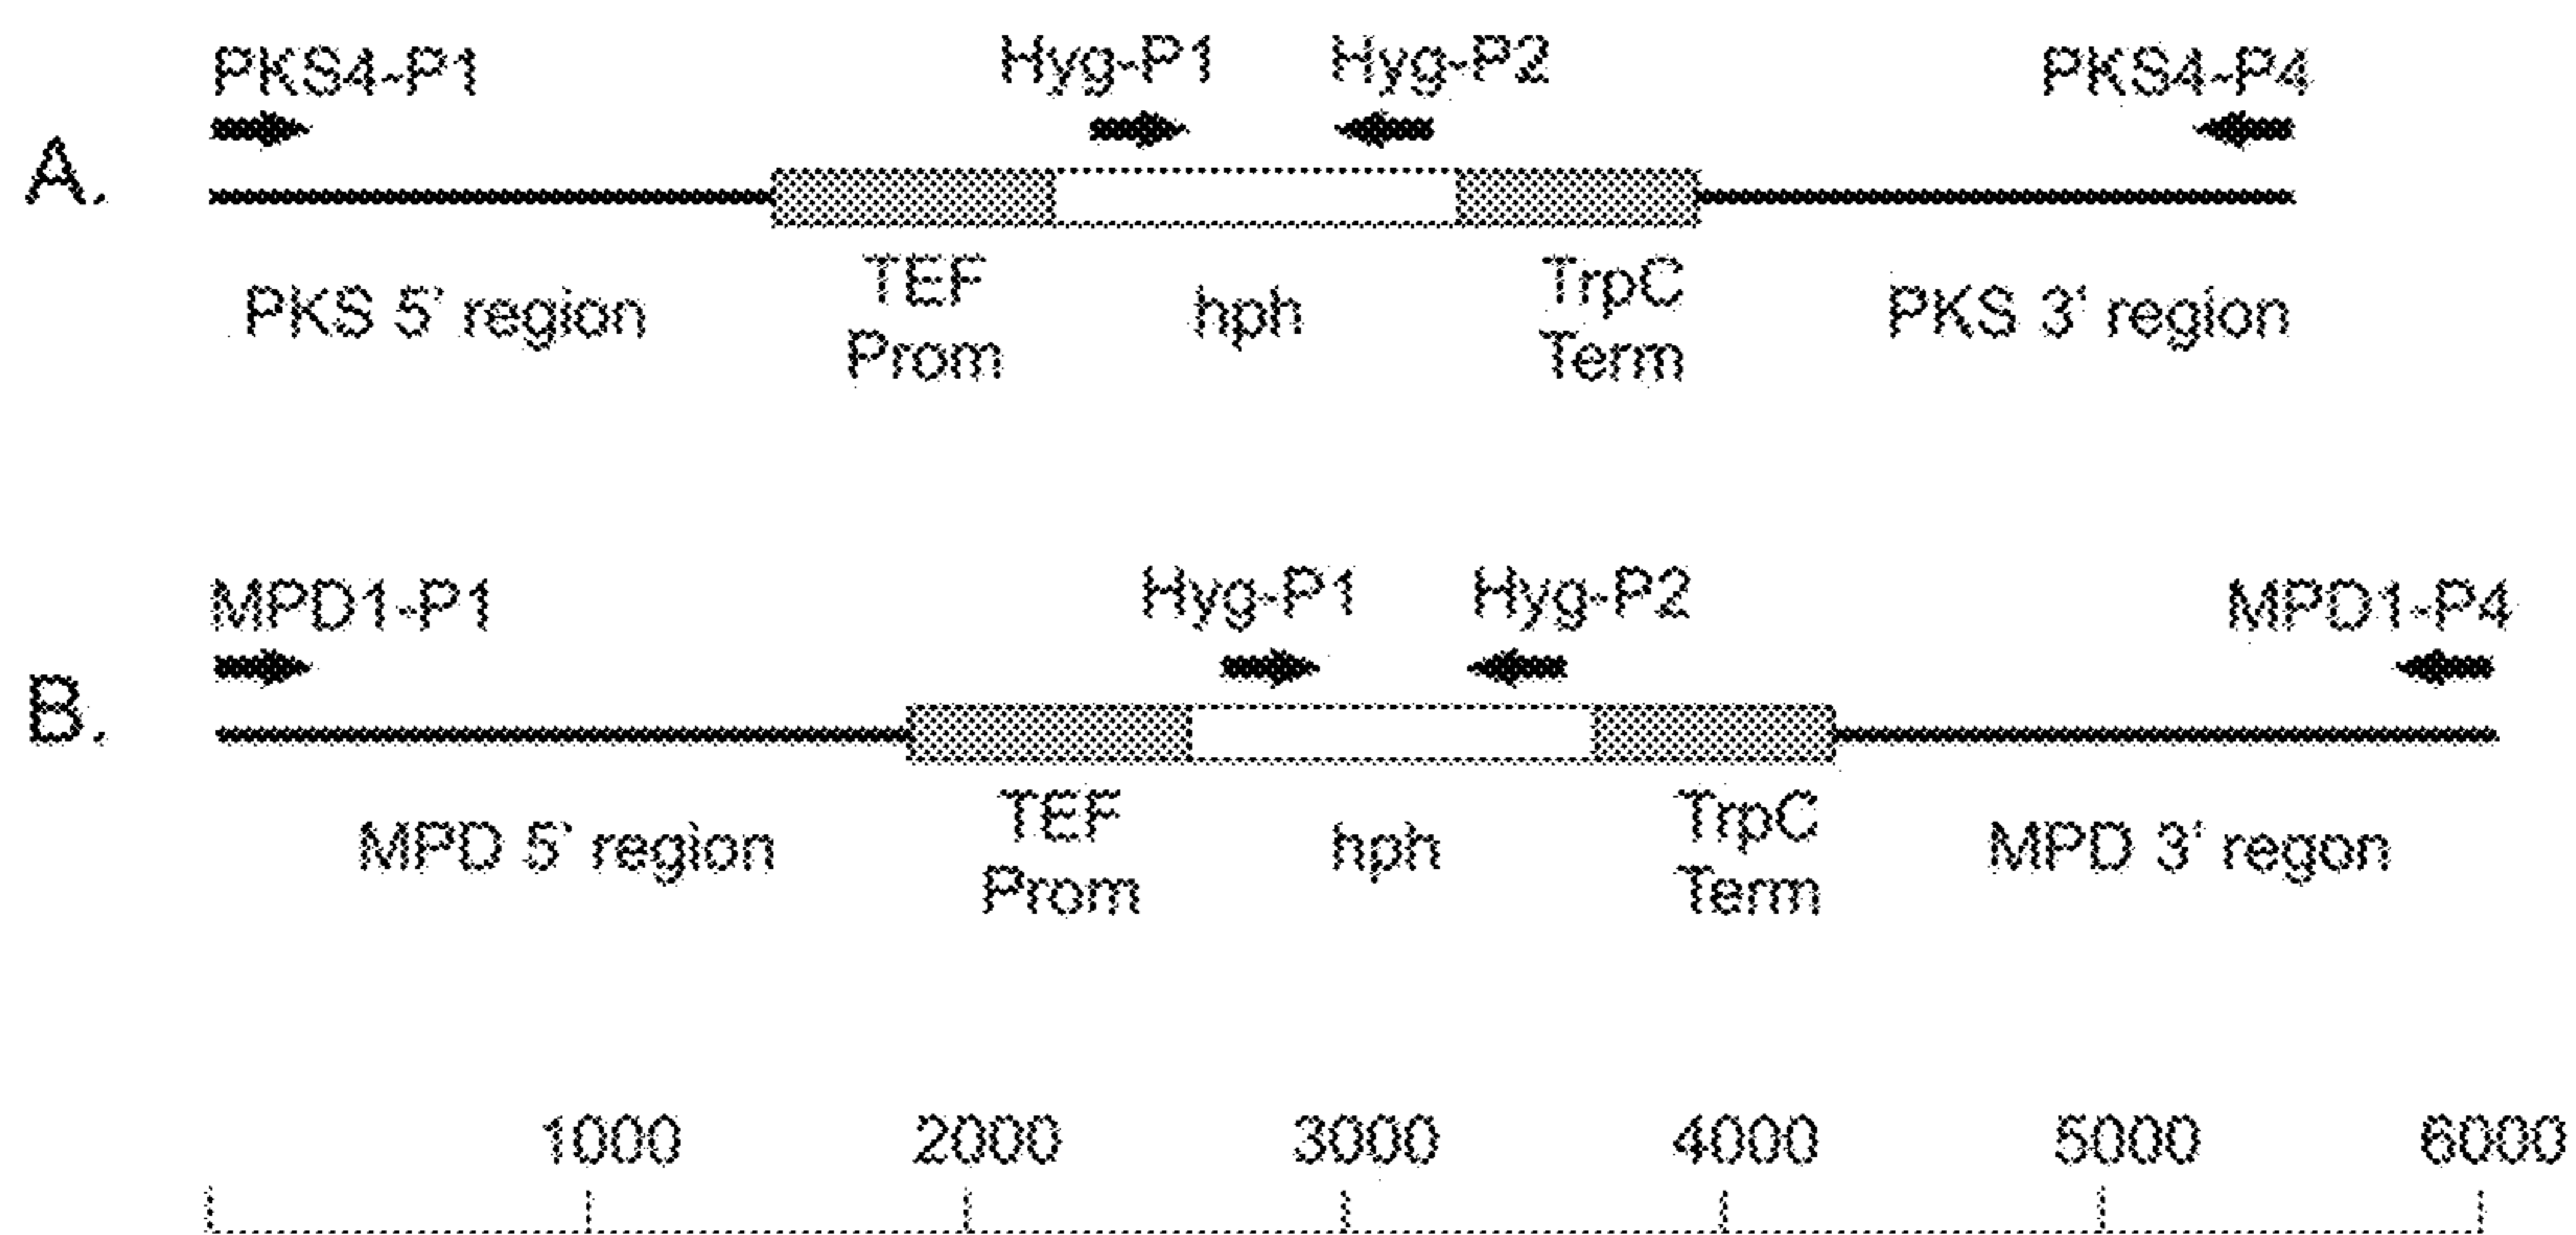 PKS4-P1 Hyg-P1 Hyg-P2 PKS4-P4
A.
PKS 5' region TEF Prom hph TrpC Term PKS 3' region
MPD1-P1 Hyg-P1 Hyg-P2 MPD1-P4
B.
MPD 5' region TEF Prom hph TrpC Term MPD 3' regon
1000 2000 3000 4000 5000 6000